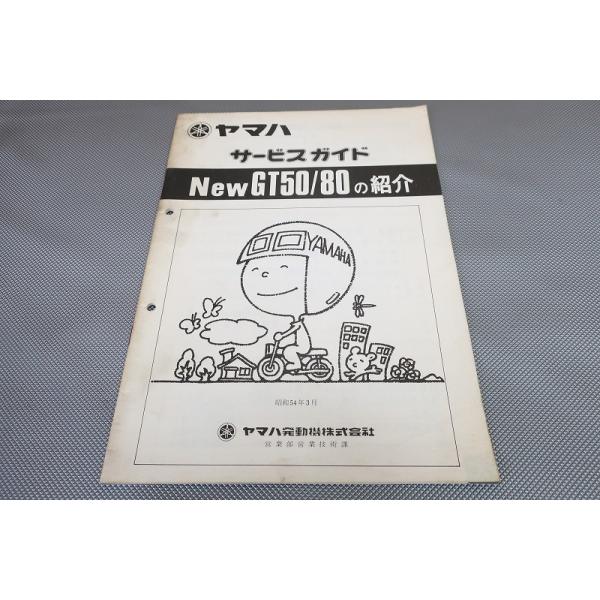 ヤマハ
サービスガイド
New GT50/80の紹介
YAMAHA
昭和54年3月
ヤマハ発動機株式会社
営業部営業技術課